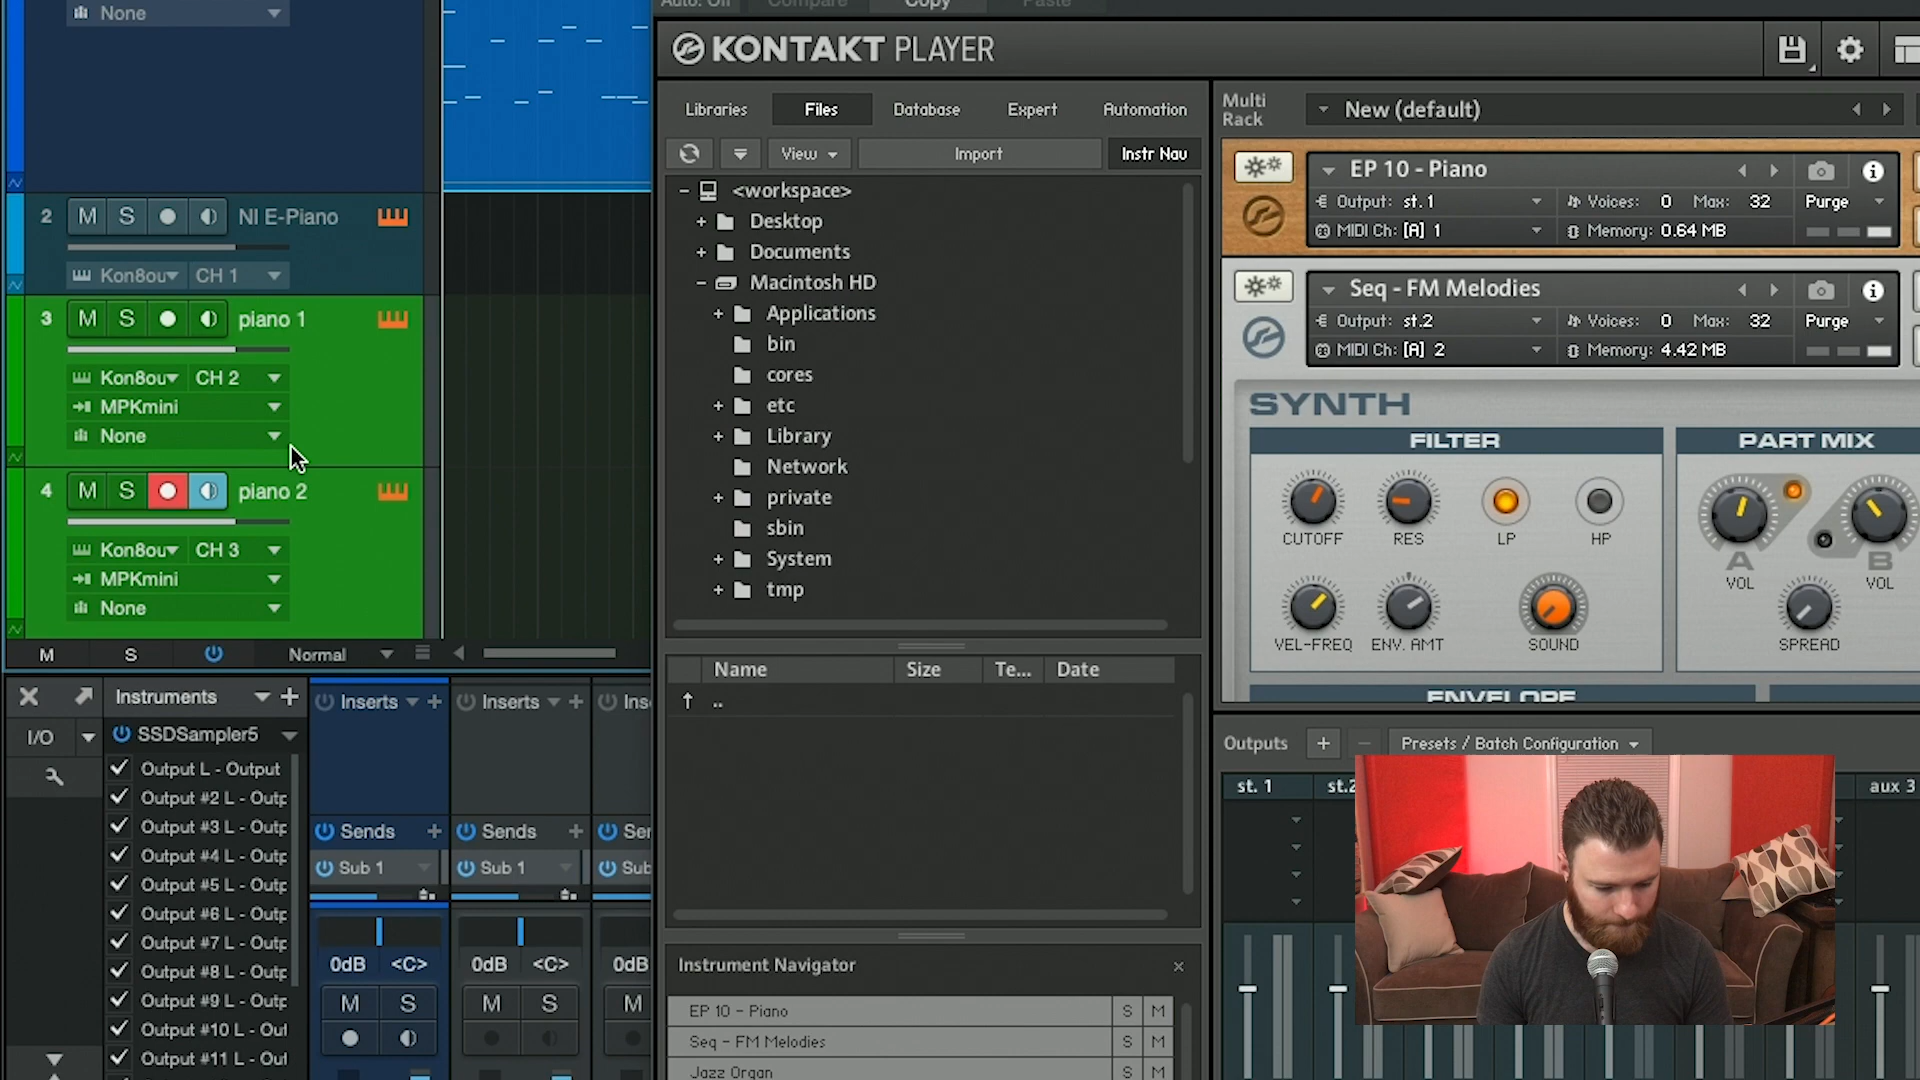 None
2 M S NI E-Piano
Kon8ou CH 1
3 M S piano 1
Kon8ou CH 2
MPKmini
None
4 M S piano 2
Kon8ou CH 3
MPKmini
None
M S Normal
Instruments
I/O
SSDSampler5
Output L - Output
Output #2 L - Outp
Output #3 L - Outp
Output #4 L - Outp
Output #5 L - Outp
Output #6 L - Outp
Output #7 L - Outp
Output #8 L - Outp
Output #9 L - Outp
Output #10 L - Out
Output #11 L - Out
Inserts Inserts Ins
Sends Sends Ser
Sub 1 Sub 1 Sub
0dB <C> 0dB <C> 0dB
M S M S M
Auto: Off Compare Copy Paste
KONTAKT PLAYER
Libraries Files Database Expert Automation
View Import Instr Nav
<workspace>
Desktop
Documents
Macintosh HD
Applications
bin
cores
etc
Library
Network
private
sbin
System
tmp
Name Size Te... Date
..
Instrument Navigator
EP 10 - Piano S M
Seq - FM Melodies S M
Jazz Organ S M
Multi
Rack
New (default)
EP 10 - Piano
Output: st. 1 Voices: 0 Max: 32 Purge
MIDI Ch: [A] 1 Memory: 0.64 MB
Seq - FM Melodies
Output: st.2 Voices: 0 Max: 32 Purge
MIDI Ch: [A] 2 Memory: 4.42 MB
SYNTH
FILTER PART MIX
CUTOFF RES LP HP
A B
VOL VOL
VEL-FREQ ENV. AMT SOUND SPREAD
ENVELOPE
Outputs + − Presets / Batch Configuration
st. 1 st.2 aux 3